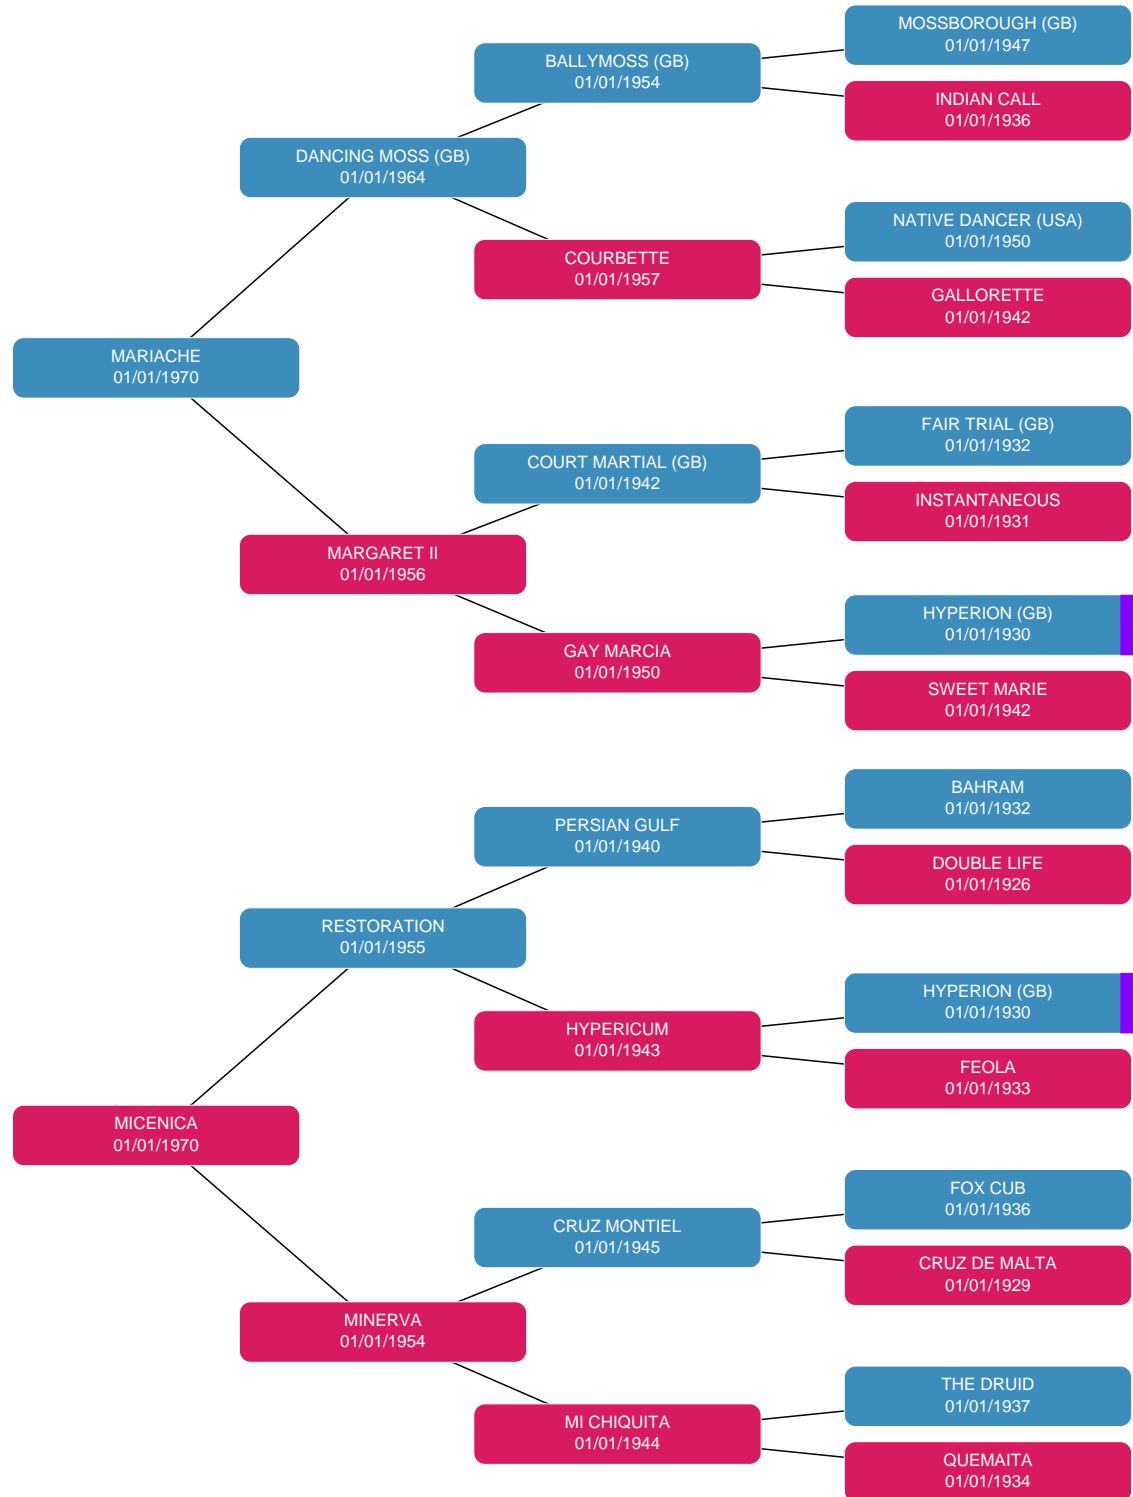 MOSSBOROUGH (GB)
01/01/1947
BALLYMOSS (GB)
01/01/1954
INDIAN CALL
01/01/1936
DANCING MOSS (GB)
01/01/1964
NATIVE DANCER (USA)
01/01/1950
COURBETTE
01/01/1957
GALLORETTE
01/01/1942
MARIACHE
01/01/1970
FAIR TRIAL (GB)
01/01/1932
COURT MARTIAL (GB)
01/01/1942
INSTANTANEOUS
01/01/1931
MARGARET II
01/01/1956
HYPERION (GB)
01/01/1930
GAY MARCIA
01/01/1950
SWEET MARIE
01/01/1942
BAHRAM
01/01/1932
PERSIAN GULF
01/01/1940
DOUBLE LIFE
01/01/1926
RESTORATION
01/01/1955
HYPERION (GB)
01/01/1930
HYPERICUM
01/01/1943
FEOLA
01/01/1933
MICENICA
01/01/1970
FOX CUB
01/01/1936
CRUZ MONTIEL
01/01/1945
CRUZ DE MALTA
01/01/1929
MINERVA
01/01/1954
THE DRUID
01/01/1937
MI CHIQUITA
01/01/1944
QUEMAITA
01/01/1934